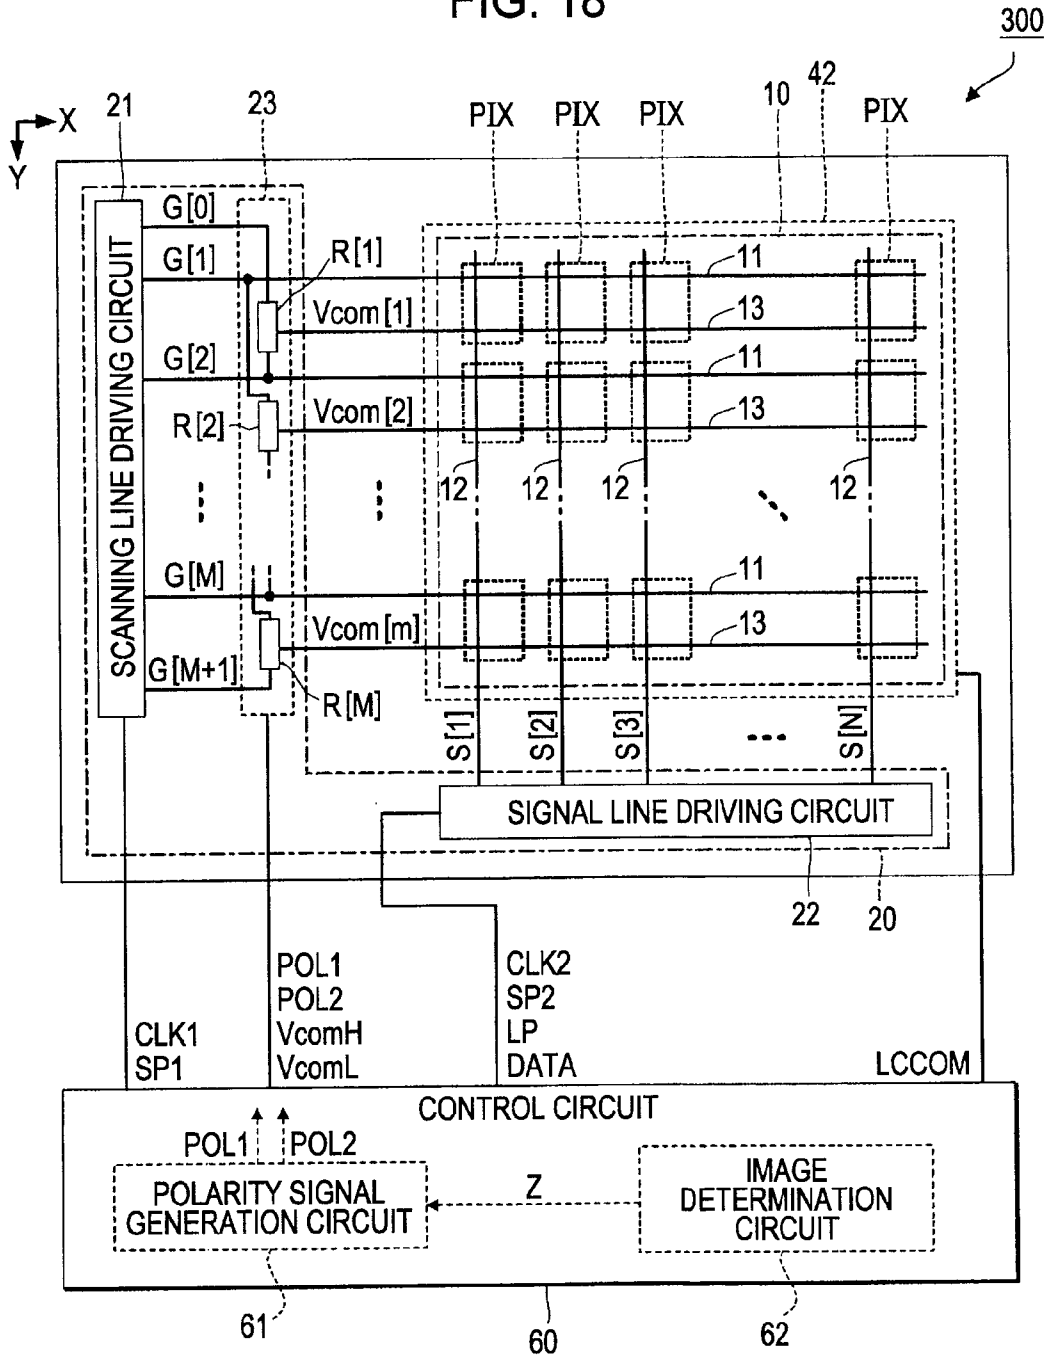 FIG. 18
300
21
23
PIX
PIX
PIX
10
42
PIX
X
Y
G[0]
G[1]
R[1]
11
Vcom[1]
13
G[2]
11
R[2]
Vcom[2]
13
12
12
12
12
SCANNING LINE DRIVING CIRCUIT
G[M]
11
Vcom[m]
13
G[M+1]
R[M]
S[1]
S[2]
S[3]
S[N]
SIGNAL LINE DRIVING CIRCUIT
22
20
CLK1
SP1
POL1
POL2
VcomH
VcomL
CLK2
SP2
LP
DATA
LCCOM
CONTROL CIRCUIT
POL1
POL2
POLARITY SIGNAL
GENERATION CIRCUIT
Z
IMAGE
DETERMINATION
CIRCUIT
61
60
62